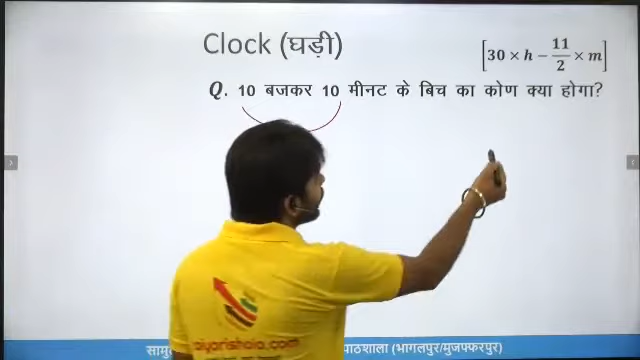 Clock (घड़ी)
[30 × h − 11/2 × m]
Q. 10 बजकर 10 मीनट के बिच का कोण क्या होगा?
पाठशाला (भागलपुर/मुजफ्फरपुर)